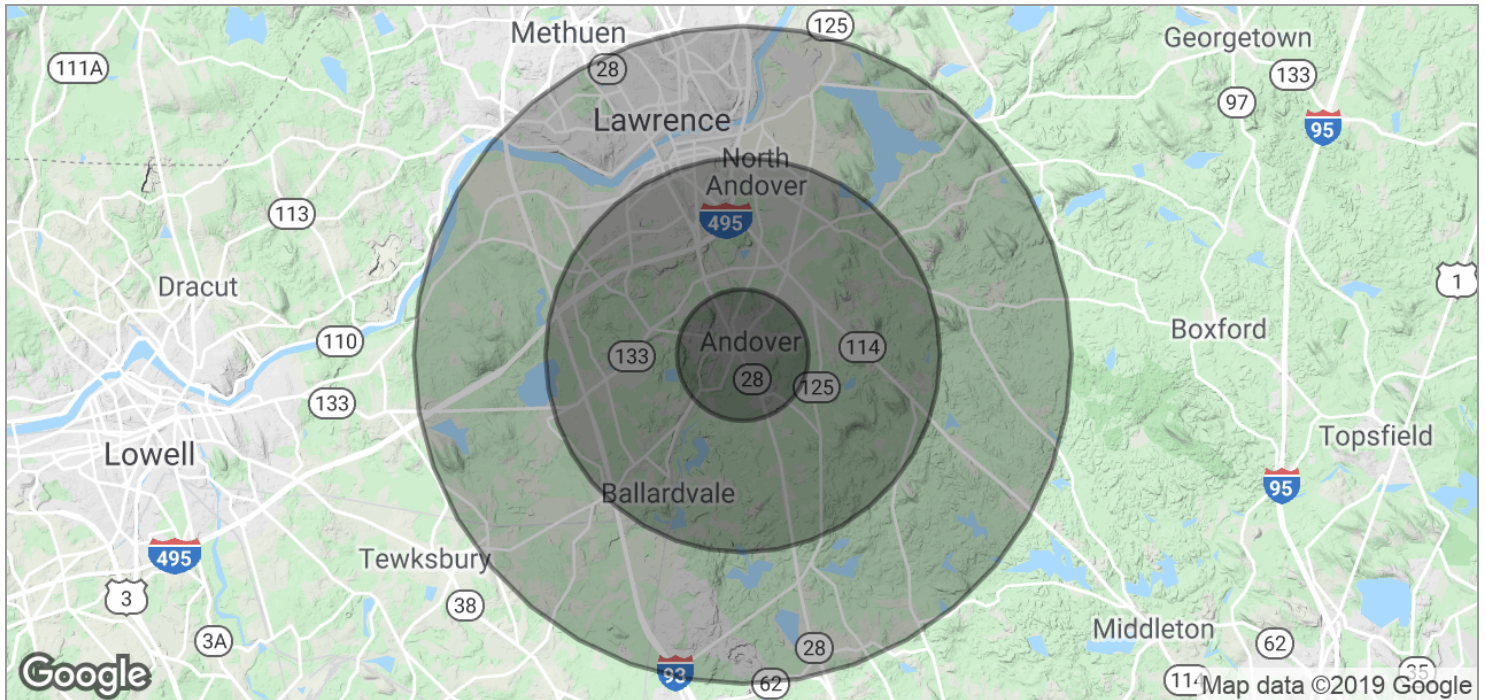 Methuen
125
Georgetown
111A
28
133
97
Lawrence
95
North
Andover
113
495
Dracut
1
110
Andover
133
114
Boxford
28
125
133
Topsfield
Lowell
95
Ballardvale
495
Tewksbury
3
38
3A
Middleton
62
28
Google
93
62
114
35
Map data ©2019 Google